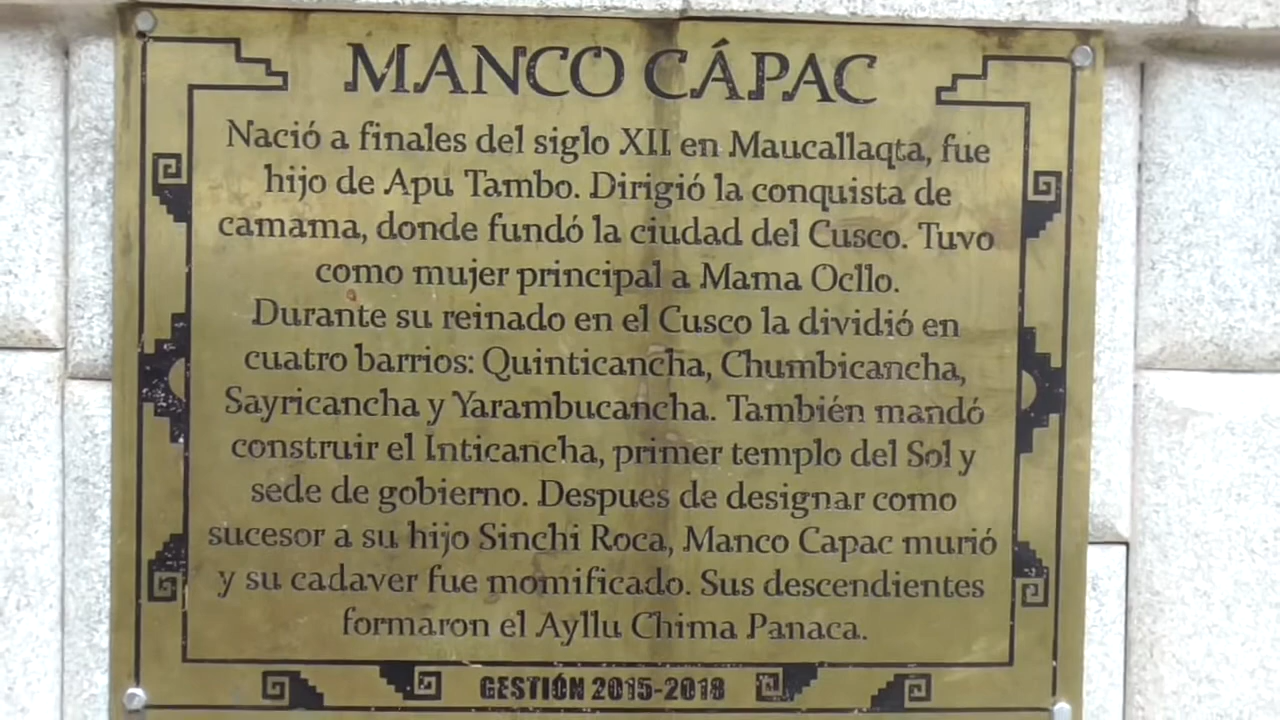 MANCO CÁPAC
Nació a finales del siglo XII en Maucallaqta, fue
hijo de Apu Tambo. Dirigió la conquista de
camama, donde fundó la ciudad del Cusco. Tuvo
como mujer principal a Mama Ocllo.
Durante su reinado en el Cusco la dividió en
cuatro barrios: Quinticancha, Chumbicancha,
Sayricancha y Yarambucancha. También mandó
construir el Inticancha, primer templo del Sol y
sede de gobierno. Despues de designar como
sucesor a su hijo Sinchi Roca, Manco Capac murió
y su cadaver fue momificado. Sus descendientes
formaron el Ayllu Chima Panaca.
GESTIÓN 2015-2018